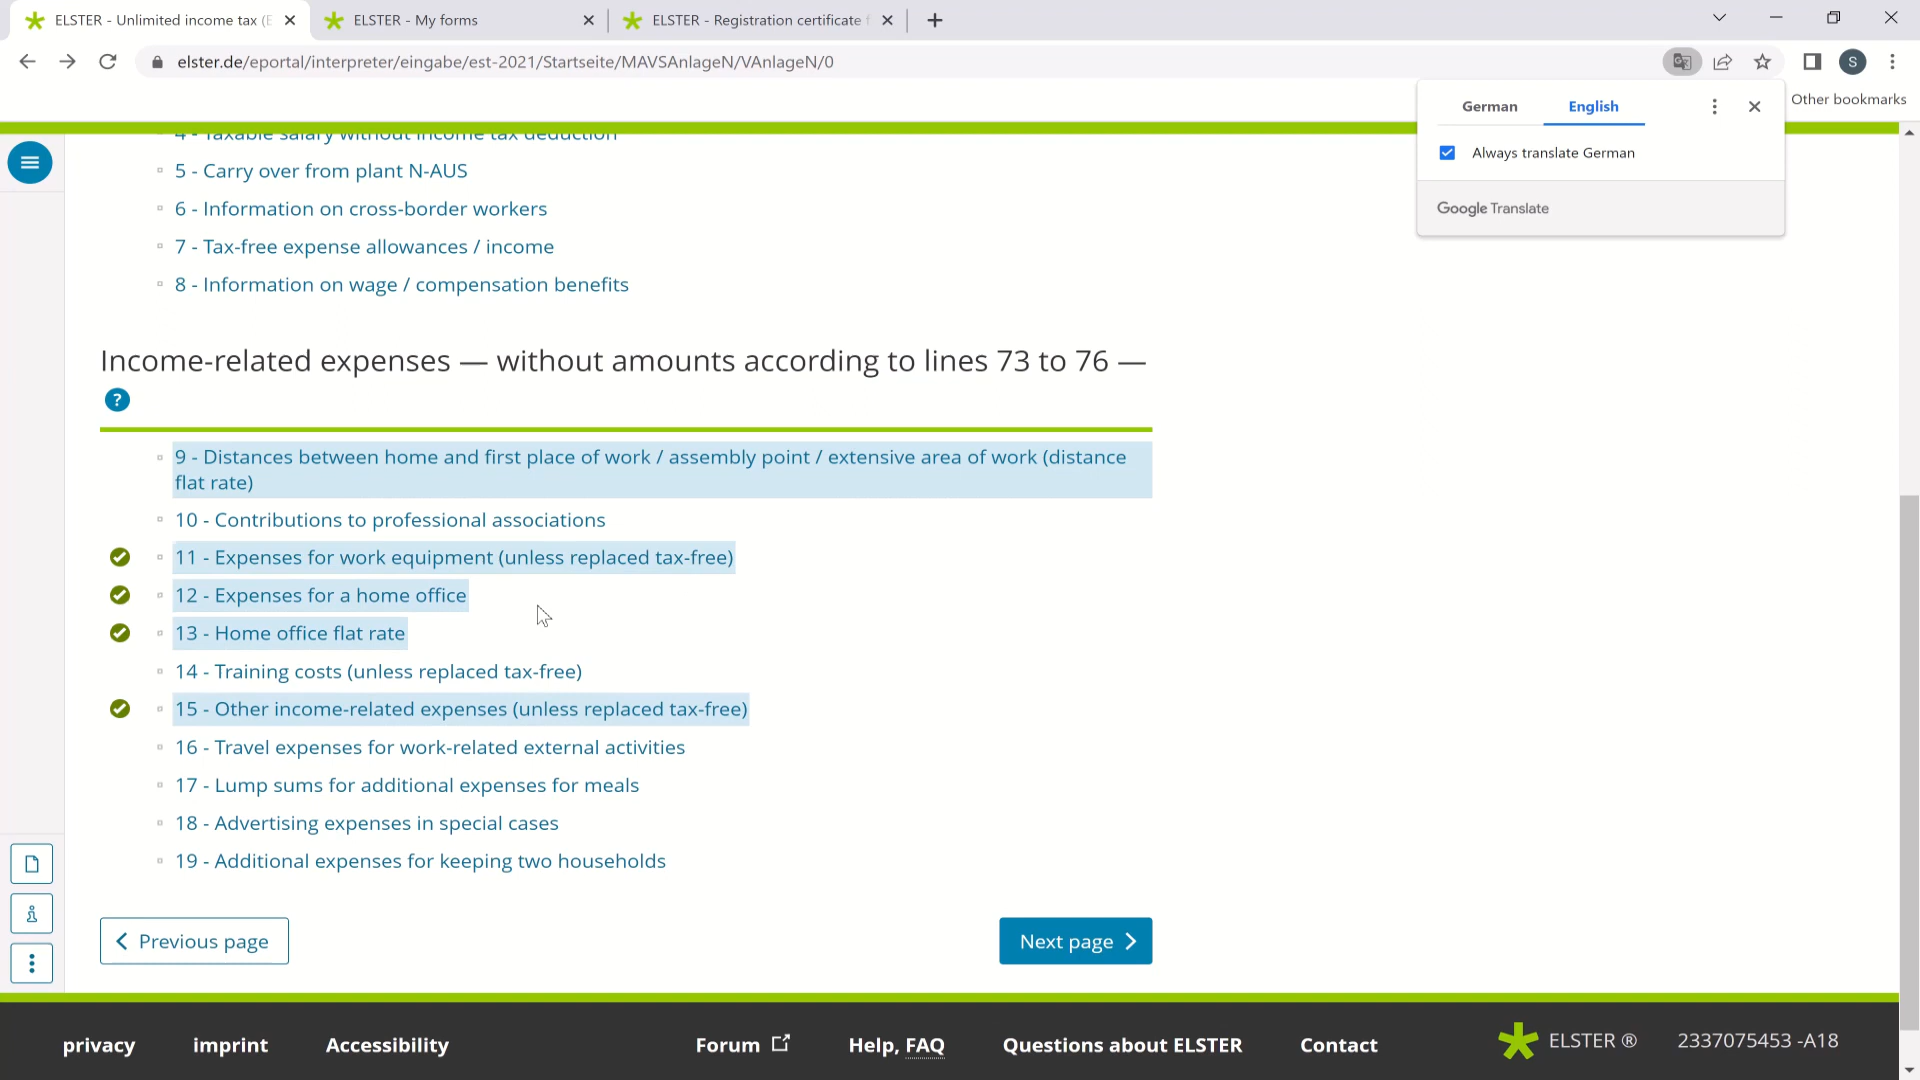 ELSTER - Unlimited income tax (E
ELSTER - My forms
ELSTER - Registration certificate f
elster.de/eportal/interpreter/eingabe/est-2021/Startseite/MAVSAnlageN/VAnlageN/0
S
Other bookmarks
German
English
Always translate German
Google Translate
4 - Taxable salary without income tax deduction
5 - Carry over from plant N-AUS
6 - Information on cross-border workers
7 - Tax-free expense allowances / income
8 - Information on wage / compensation benefits
Income-related expenses — without amounts according to lines 73 to 76 —
?
9 - Distances between home and first place of work / assembly point / extensive area of work (distance
flat rate)
10 - Contributions to professional associations
11 - Expenses for work equipment (unless replaced tax-free)
12 - Expenses for a home office
13 - Home office flat rate
14 - Training costs (unless replaced tax-free)
15 - Other income-related expenses (unless replaced tax-free)
16 - Travel expenses for work-related external activities
17 - Lump sums for additional expenses for meals
18 - Advertising expenses in special cases
19 - Additional expenses for keeping two households
Previous page
Next page
privacy
imprint
Accessibility
Forum
Help, FAQ
Questions about ELSTER
Contact
ELSTER ®
2337075453 -A18